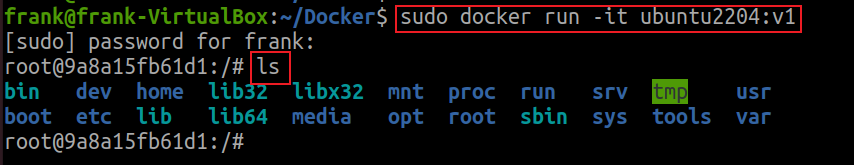 frank@frank-VirtualBox:~/Docker$ sudo docker run -it ubuntu2204:v1
[sudo] password for frank:
root@9a8a15fb61d1:/# ls
bin dev home lib32 libx32 mnt proc run srv tmp usr
boot etc lib lib64 media opt root sbin sys tools var
root@9a8a15fb61d1:/#